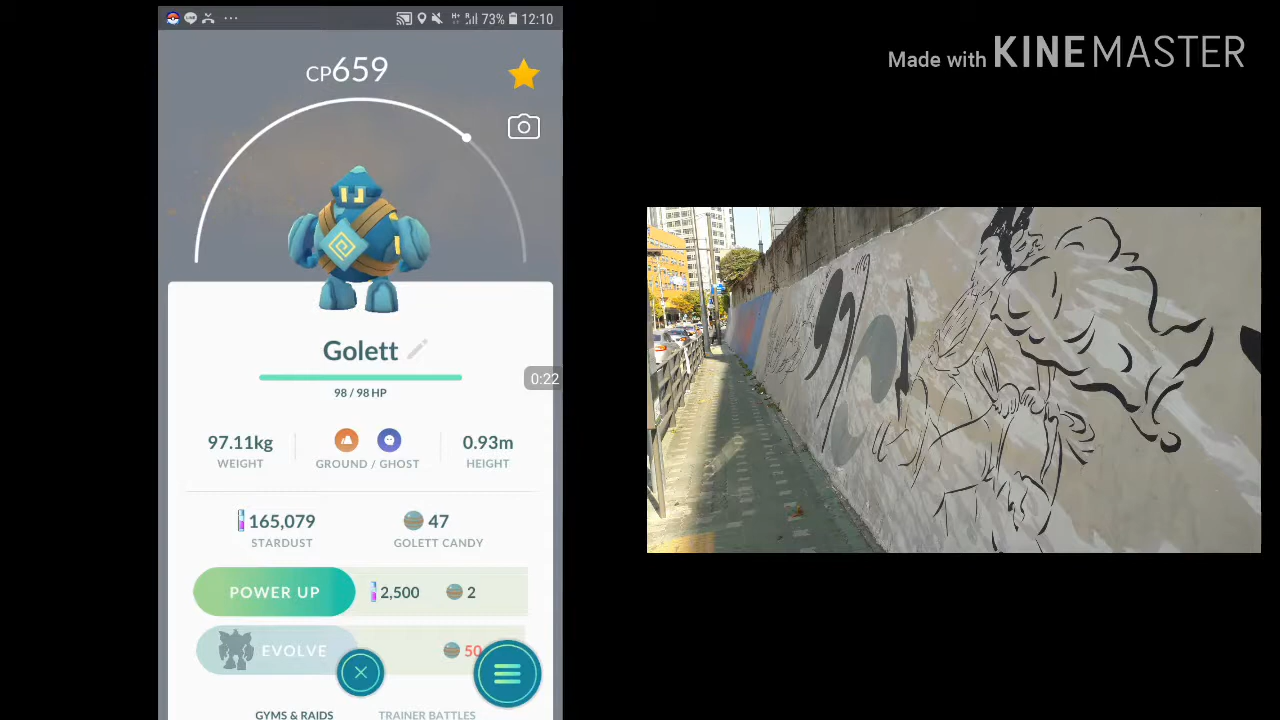 73% 12:10
Made with KINEMASTER
CP659
Golett
98 / 98 HP
0:22
97.11kg
WEIGHT
GROUND / GHOST
0.93m
HEIGHT
165,079
STARDUST
47
GOLETT CANDY
POWER UP 2,500 2
EVOLVE 50
GYMS & RAIDS TRAINER BATTLES